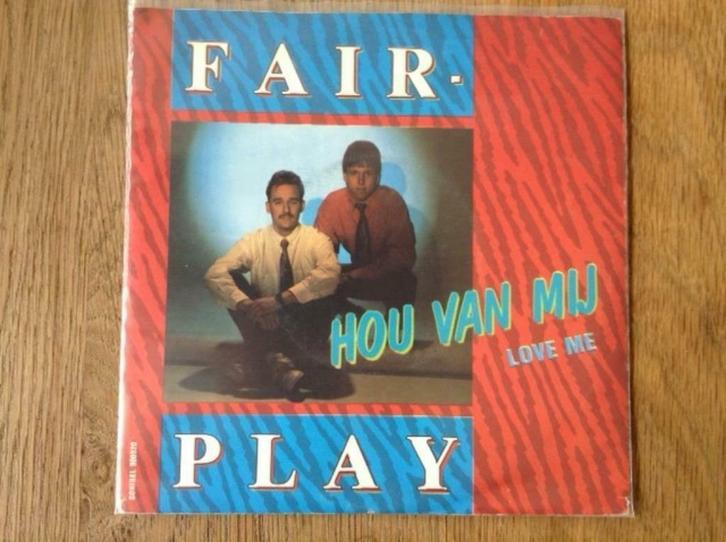 FAIR-
HOU VAN MIJ
LOVE ME
PLAY